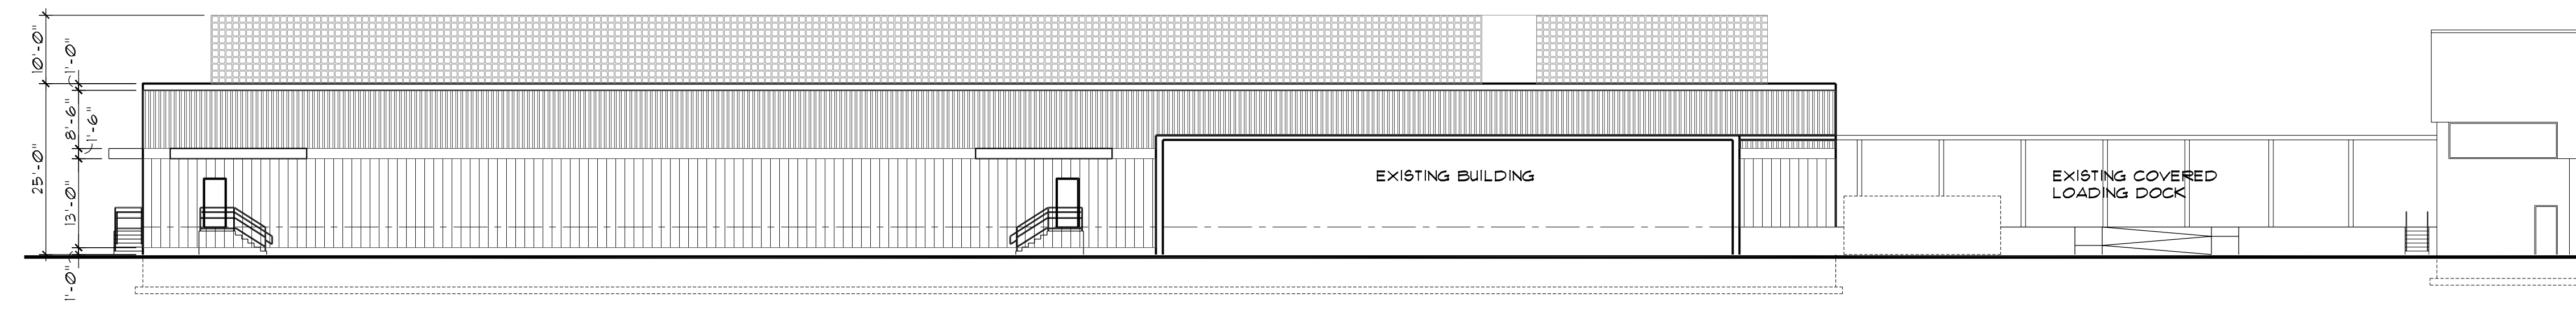 10'-0"
1'-0"
8'-6"
1'-6"
25'-0"
13'-0"
1'-0"
EXISTING BUILDING
EXISTING COVERED
LOADING DOCK